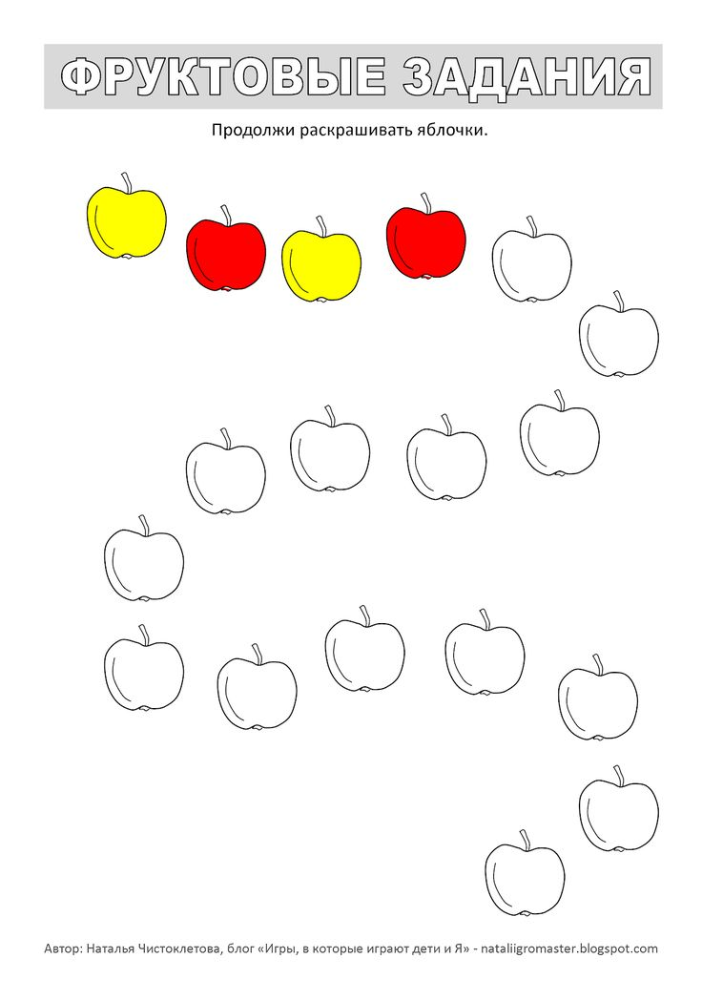 ФРУКТОВЫЕ ЗАДАНИЯ
Продолжи раскрашивать яблочки.
Автор: Наталья Чистоклетова, блог «Игры, в которые играют дети и Я» - nataliigromaster.blogspot.com